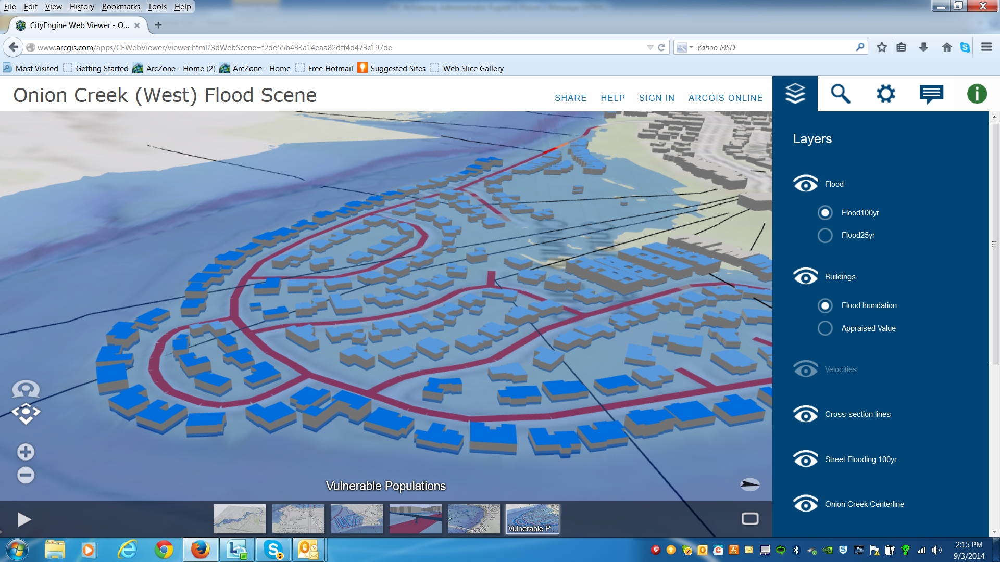 File Edit View History Bookmarks Tools Help
CityEngine Web Viewer - O...
www.arcgis.com/apps/CEWebViewer/viewer.html?3dWebScene=f2de55b433a14eaa82dff4d473c197de
Yahoo MSD
Most Visited Getting Started ArcZone - Home (2) ArcZone - Home Free Hotmail Suggested Sites Web Slice Gallery
Onion Creek (West) Flood Scene
SHARE HELP SIGN IN ARCGIS ONLINE
Layers
Flood
Flood100yr
Flood25yr
Buildings
Flood Inundation
Appraised Value
Velocities
Cross-section lines
Street Flooding 100yr
Onion Creek Centerline
Vulnerable Populations
Vulnerable P...
2:15 PM
9/3/2014